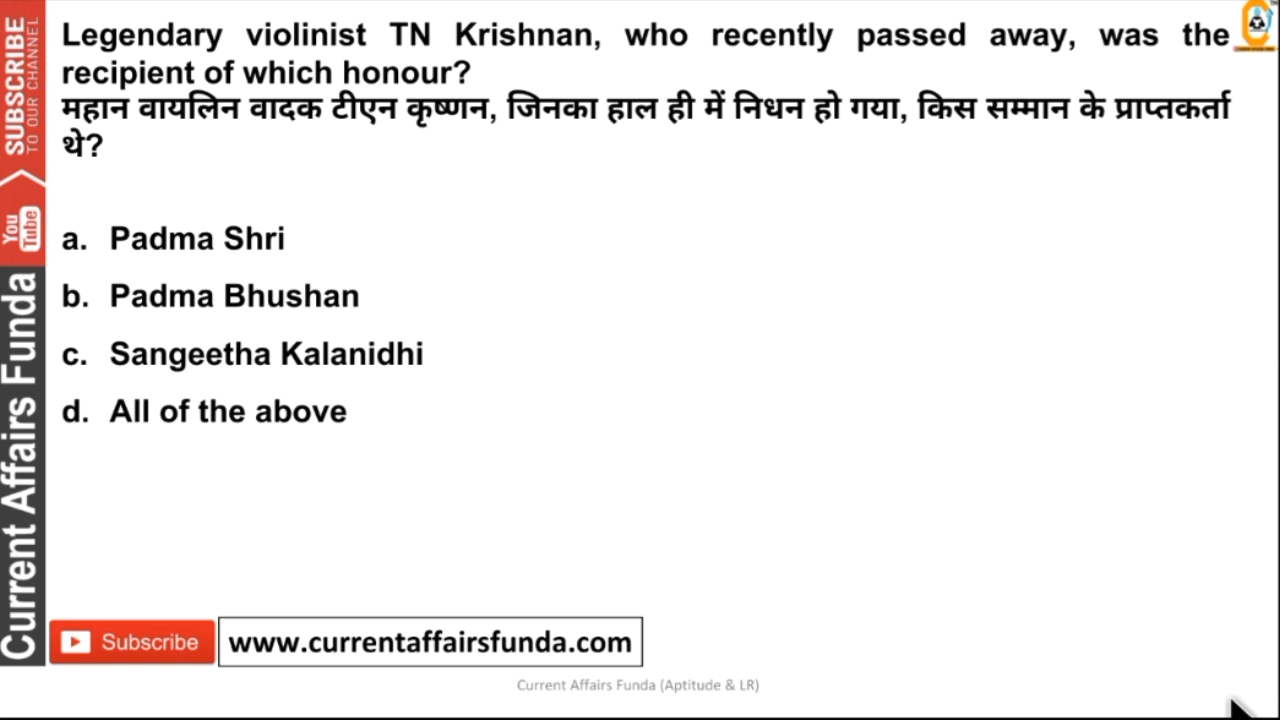 Legendary violinist TN Krishnan, who recently passed away, was the
recipient of which honour?
महान वायलिन वादक टीएन कृष्णन, जिनका हाल ही में निधन हो गया, किस सम्मान के प्राप्तकर्ता
थे?
a. Padma Shri
b. Padma Bhushan
c. Sangeetha Kalanidhi
d. All of the above
SUBSCRIBE
TO OUR CHANNEL
You Tube
Current Affairs Funda
Subscribe
www.currentaffairsfunda.com
Current Affairs Funda (Aptitude & LR)